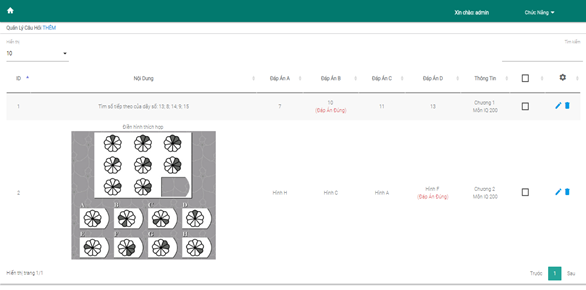 Xin chào: admin Chức Năng
Quản Lý Câu Hỏi THÊM
Hiển thị Tìm kiếm
10
ID Nội Dung Đáp Án A Đáp Án B Đáp Án C Đáp Án D Thông Tin
1 Tìm số tiếp theo của dãy số: 13; 8; 14; 9; 15 7 10 11 13 Chương 1
(Đáp Án Đúng) Môn IQ 200
Điền hình thích hợp
A B C D
E F G H
2 Hình H Hình C Hình A Hình F Chương 2
(Đáp Án Đúng) Môn IQ 200
Hiển thị trang 1/1 Trước 1 Sau